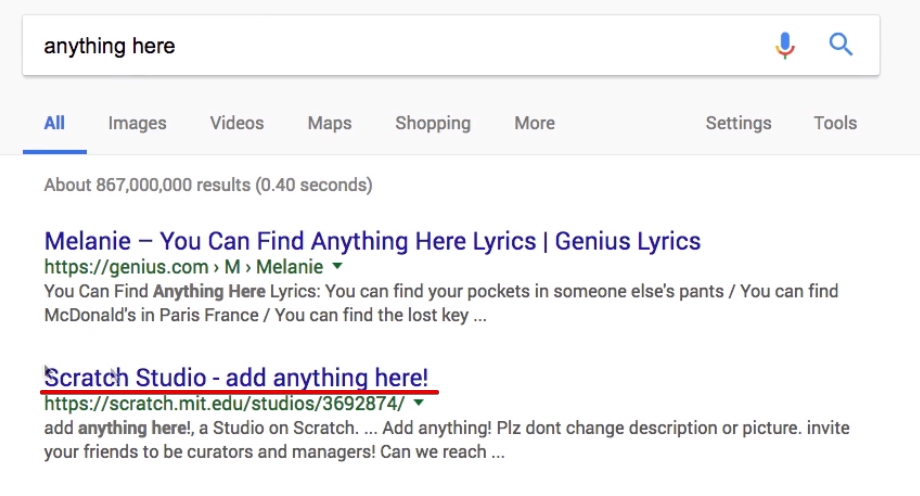 anything here
All Images Videos Maps Shopping More Settings Tools
About 867,000,000 results (0.40 seconds)
Melanie – You Can Find Anything Here Lyrics | Genius Lyrics
https://genius.com › M › Melanie
You Can Find Anything Here Lyrics: You can find your pockets in someone else's pants / You can find
McDonald's in Paris France / You can find the lost key ...
Scratch Studio - add anything here!
https://scratch.mit.edu/studios/3692874/
add anything here!, a Studio on Scratch. ... Add anything! Plz dont change description or picture. invite
your friends to be curators and managers! Can we reach ...